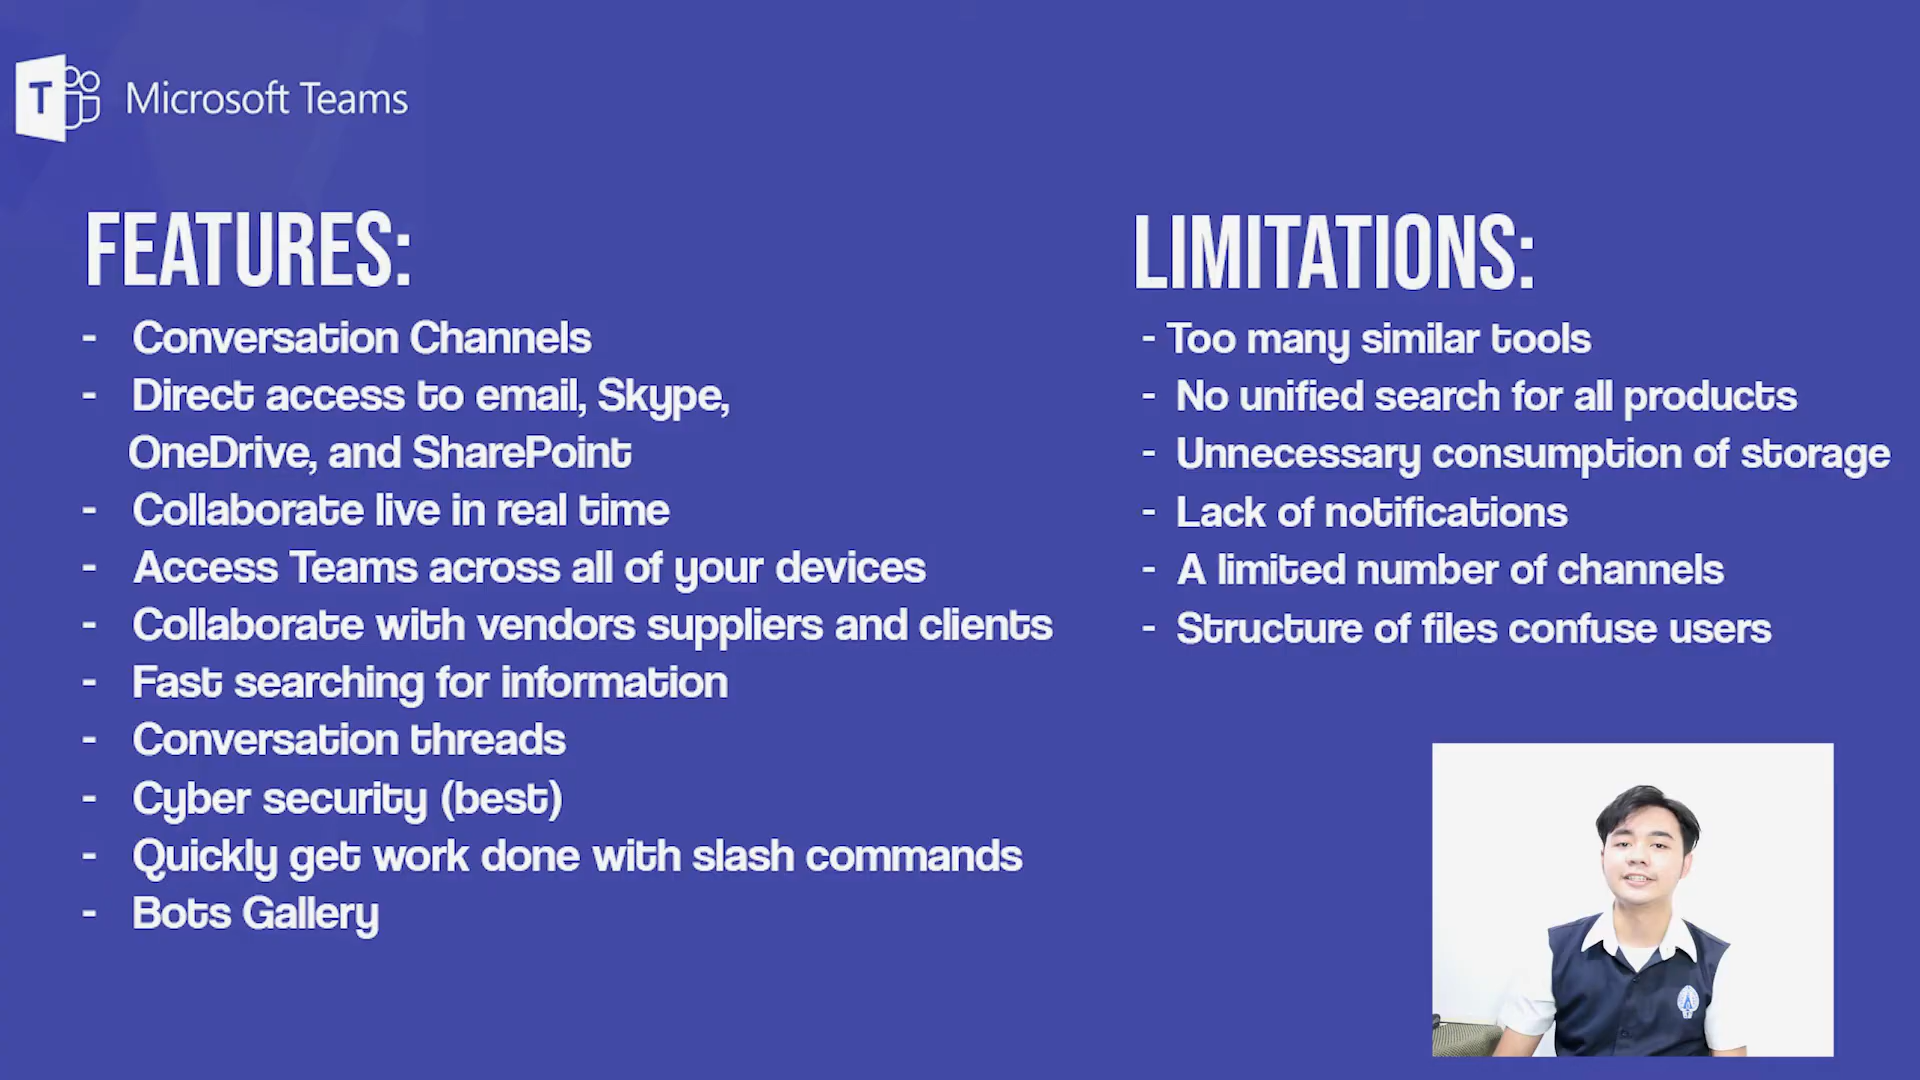 T
Microsoft Teams
FEATURES:
- Conversation Channels
- Direct access to email, Skype,
OneDrive, and SharePoint
- Collaborate live in real time
- Access Teams across all of your devices
- Collaborate with vendors suppliers and clients
- Fast searching for information
- Conversation threads
- Cyber security (best)
- Quickly get work done with slash commands
- Bots Gallery
LIMITATIONS:
- Too many similar tools
- No unified search for all products
- Unnecessary consumption of storage
- Lack of notifications
- A limited number of channels
- Structure of files confuse users